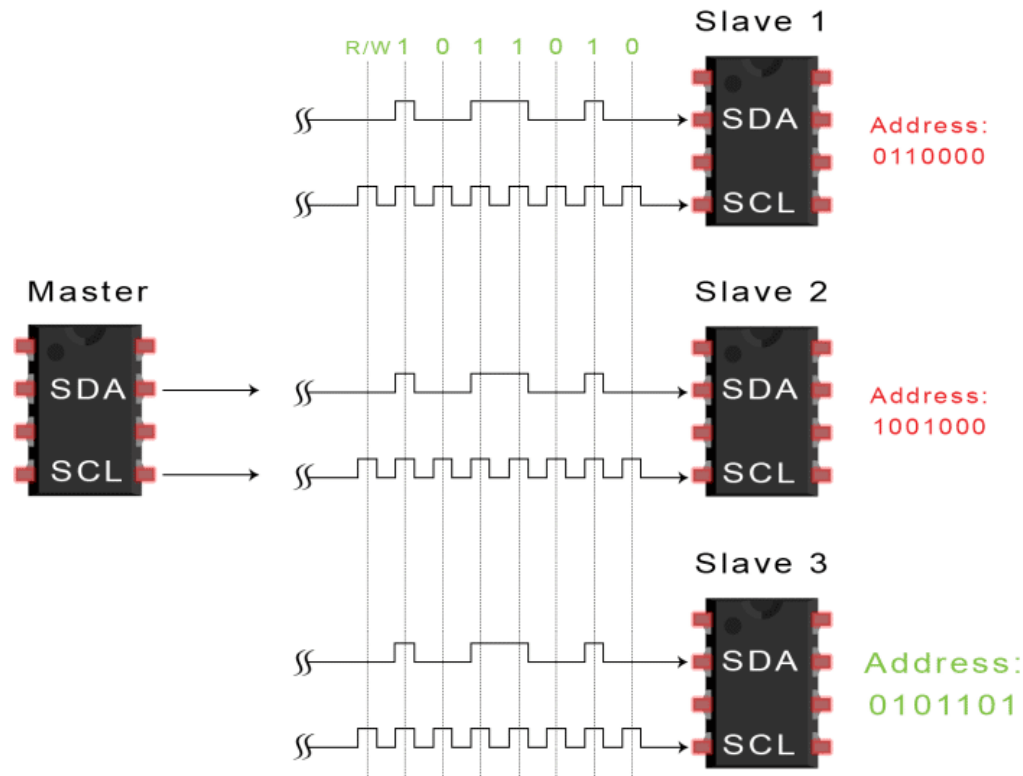 Slave 1
R/W 1 0 1 1 0 1 0
SDA
Address:
0110000
SCL
Master
Slave 2
SDA
SDA
Address:
1001000
SCL
SCL
Slave 3
SDA
Address:
0101101
SCL